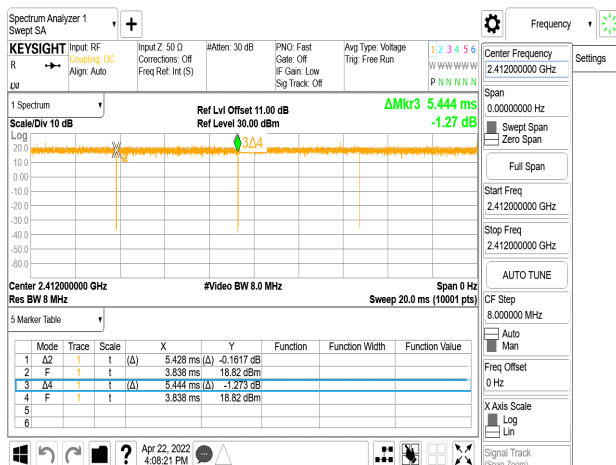 Spectrum Analyzer 1
Swept SA
+
Frequency
KEYSIGHT
R
Input: RF
Coupling: DC
Align: Auto
Input Z: 50 Ω
Corrections: Off
Freq Ref: Int (S)
#Atten: 30 dB
PNO: Fast
Gate: Off
IF Gain: Low
Sig Track: Off
Avg Type: Voltage
Trig: Free Run
1 2 3 4 5 6
W W W W W W
P N N N N N
LXI
1 Spectrum
Scale/Div 10 dB
Ref Lvl Offset 11.00 dB
Ref Level 30.00 dBm
ΔMkr3 5.444 ms
-1.27 dB
Log
20.0
10.0
0.00
-10.0
-20.0
-30.0
-40.0
-50.0
-60.0
3Δ4
Center 2.412000000 GHz
Res BW 8 MHz
#Video BW 8.0 MHz
Span 0 Hz
Sweep 20.0 ms (10001 pts)
5 Marker Table
Mode Trace Scale X Y Function Function Width Function Value
1 Δ2 1 t (Δ) 5.428 ms (Δ) -0.1617 dB
2 F 1 t 3.838 ms 18.82 dBm
3 Δ4 1 t (Δ) 5.444 ms (Δ) -1.273 dB
4 F 1 t 3.838 ms 18.82 dBm
5
6
Apr 22, 2022
4:08:21 PM
?
Center Frequency
2.412000000 GHz
Settings
Span
0.00000000 Hz
Swept Span
Zero Span
Full Span
Start Freq
2.412000000 GHz
Stop Freq
2.412000000 GHz
AUTO TUNE
CF Step
8.000000 MHz
Auto
Man
Freq Offset
0 Hz
X Axis Scale
Log
Lin
Signal Track
(Span Zoom)